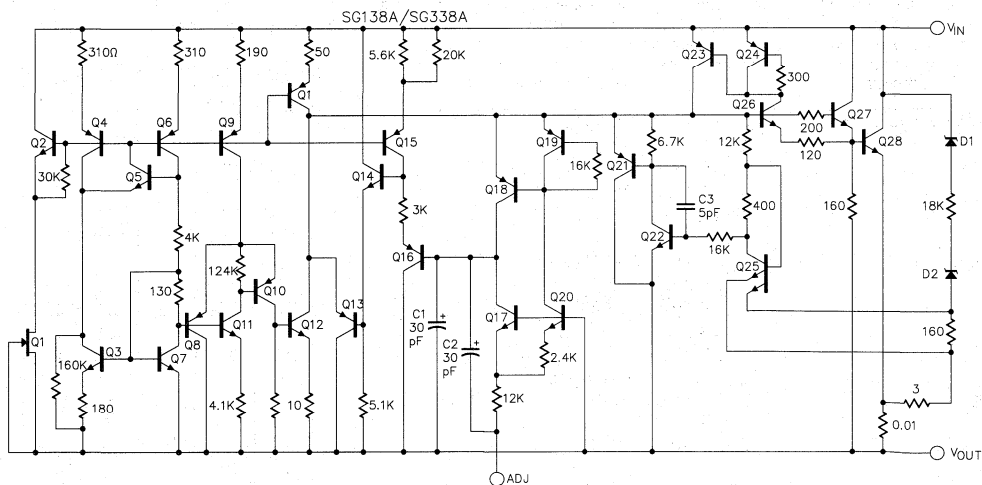 SG138A/SG338A
VIN
310Ω
310
190
50
5.6K
20K
Q23
Q24
300
Q1
Q26
200
Q27
120
Q28
D1
Q2
Q4
Q6
Q9
Q15
Q19
6.7K
12K
30K
Q5
Q14
16K
Q18
Q21
C3
5pF
400
160
18K
3K
4K
124K
Q16
Q22
16K
Q25
D2
130
Q10
C1
30
pF
C2
30
pF
Q17
Q20
160
Q1
160K
Q3
Q7
Q8
Q11
Q12
Q13
2.4K
180
4.1K
10
5.1K
12K
3
0.01
VOUT
ADJ